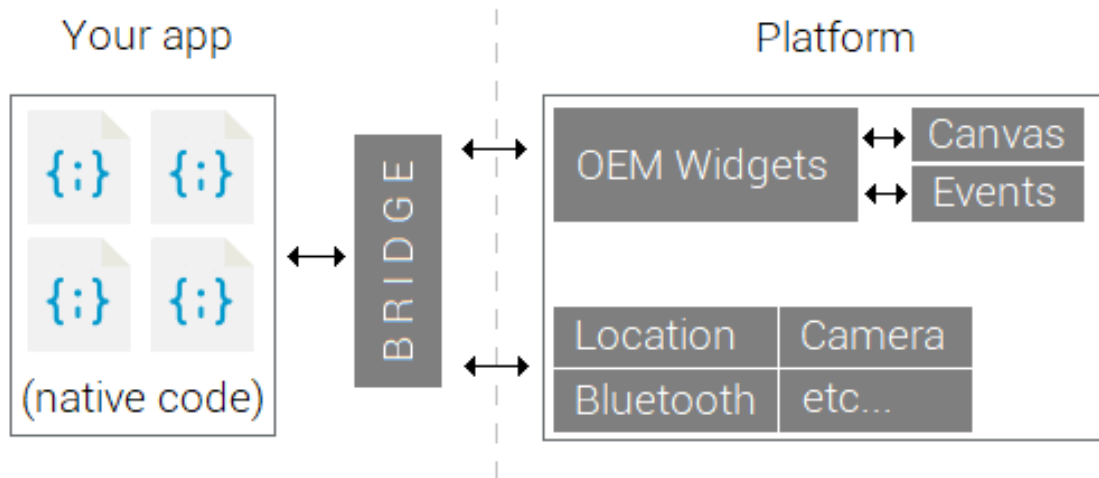 Your app
Platform
{;}
{;}
{;}
{;}
(native code)
BRIDGE
OEM Widgets
Canvas
Events
Location
Camera
Bluetooth
etc...